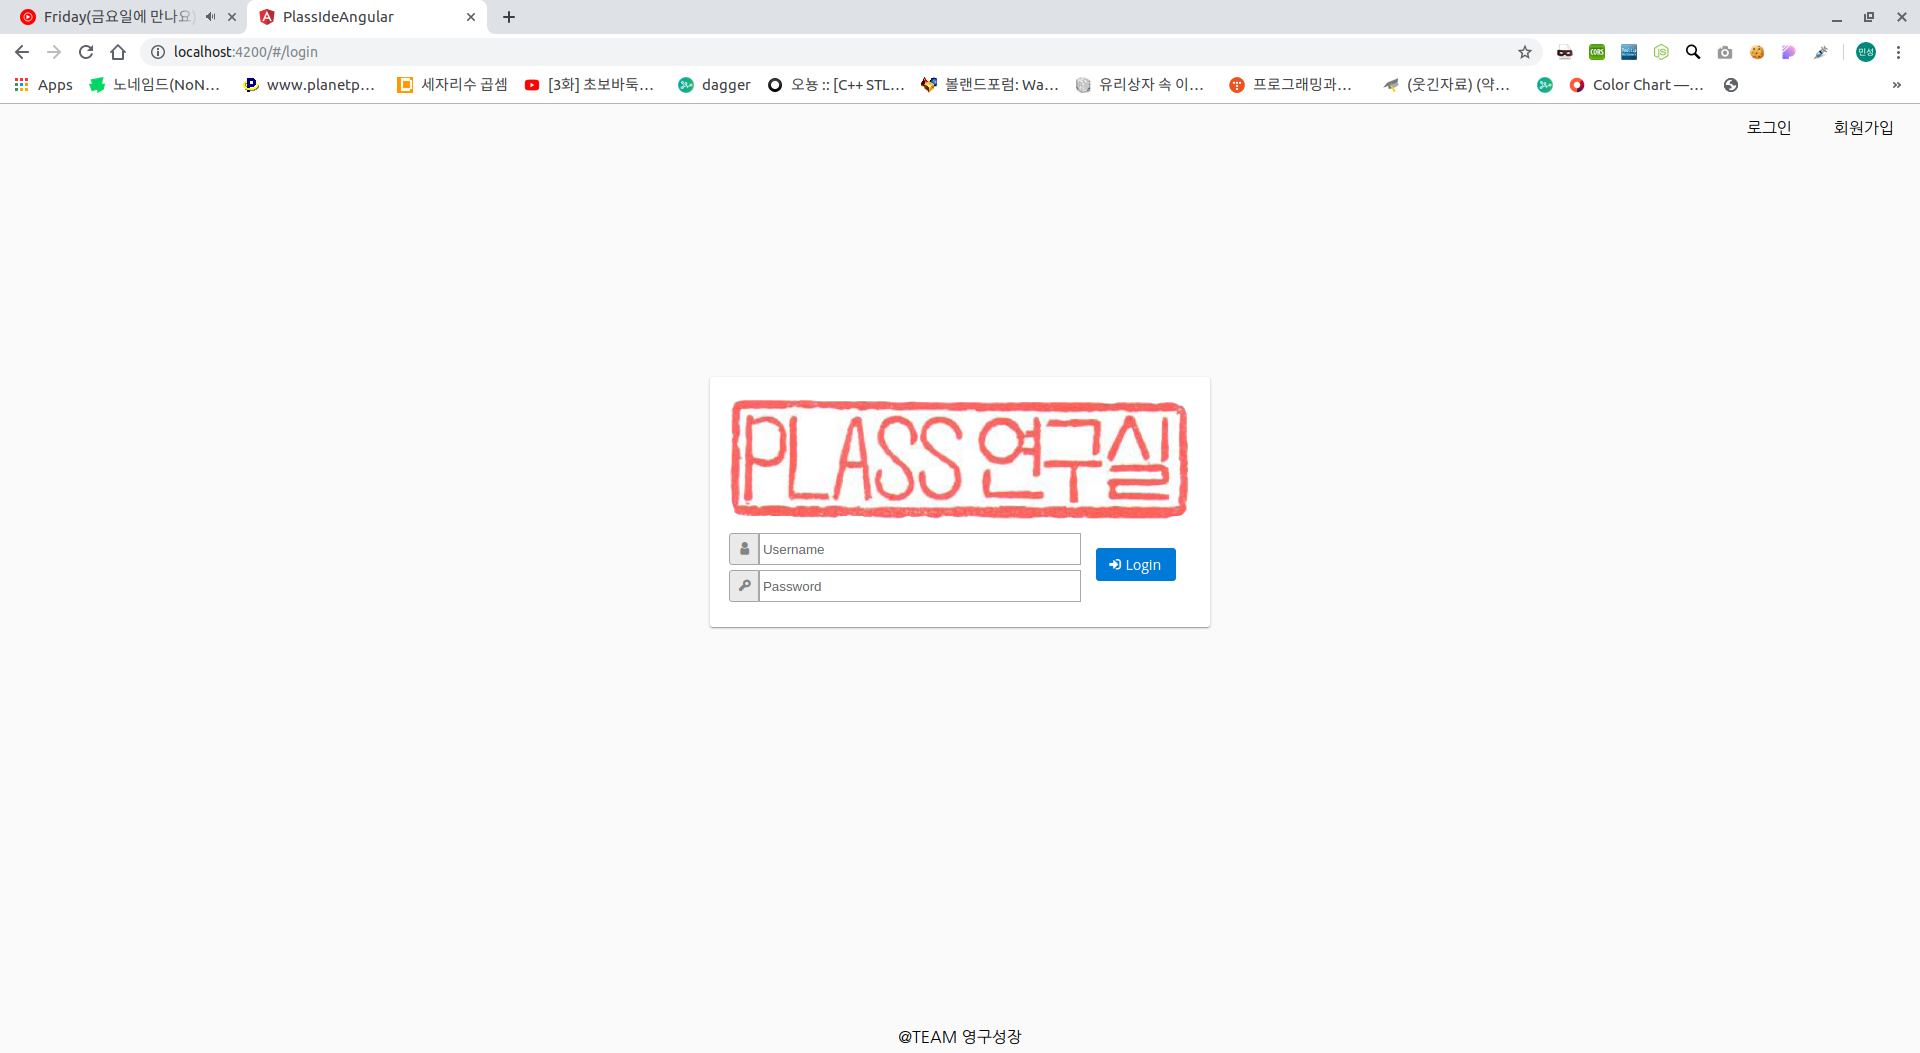 Friday(금요일에 만나요)
PlassIdeAngular
localhost:4200/#/login
인성
Apps
노네임드(NoN...
www.planetp...
세자리수 곱셈
[3화] 초보바둑...
dagger
오뇽 :: [C++ STL...
볼랜드포럼: Wa...
유리상자 속 이...
프로그래밍과...
(웃긴자료) (약...
Color Chart —...
로그인
회원가입
PLASS 연구실
Username
Login
Password
@TEAM 영구성장